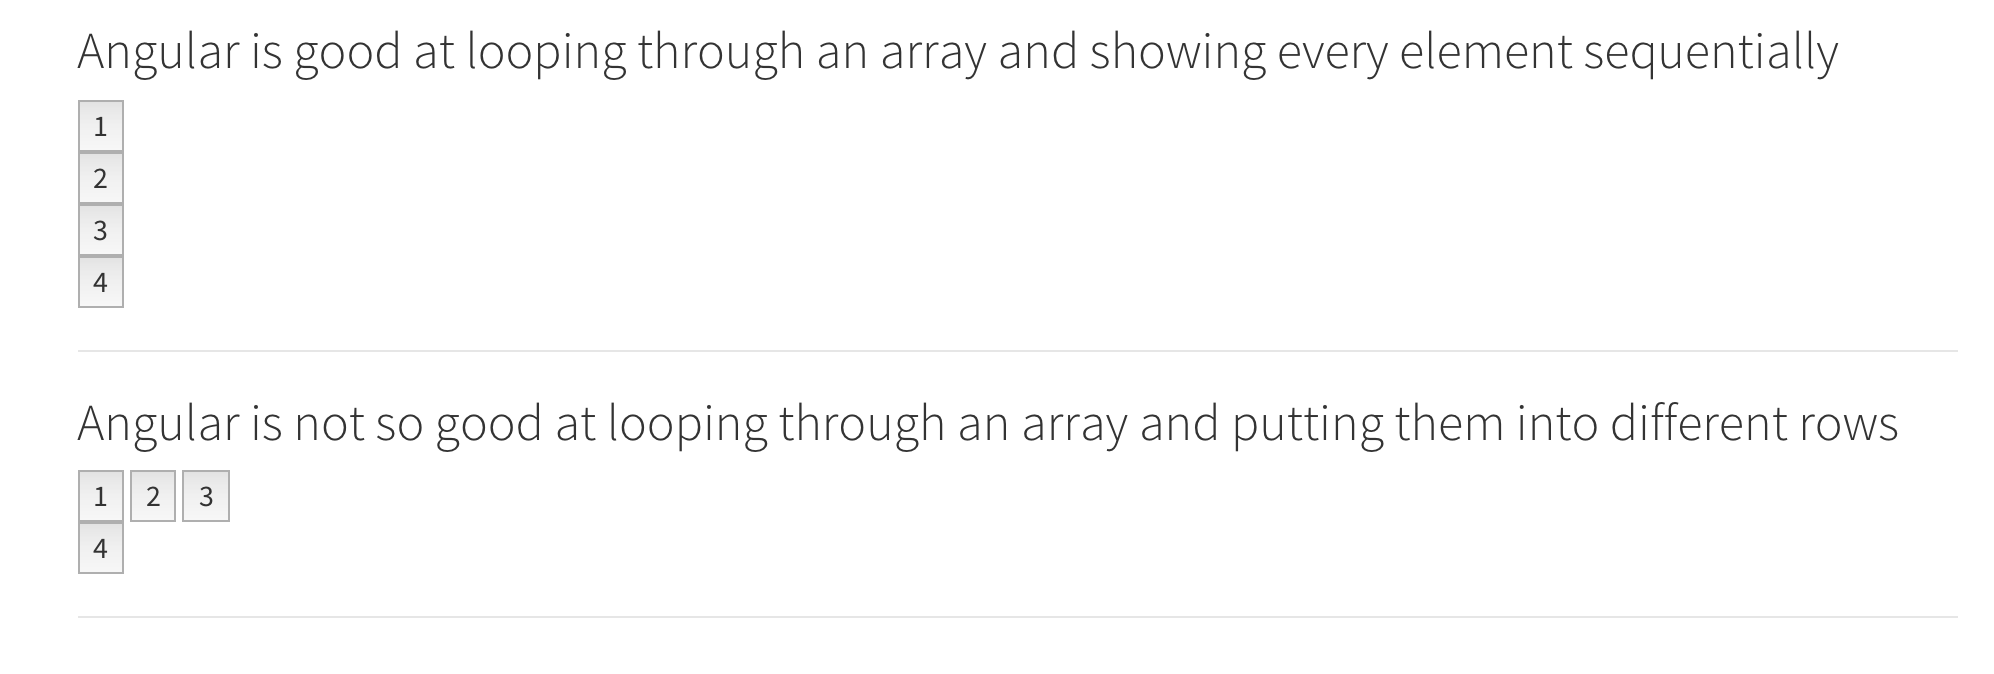 Angular is good at looping through an array and showing every element sequentially
1
2
3
4
Angular is not so good at looping through an array and putting them into different rows
1 2 3
4